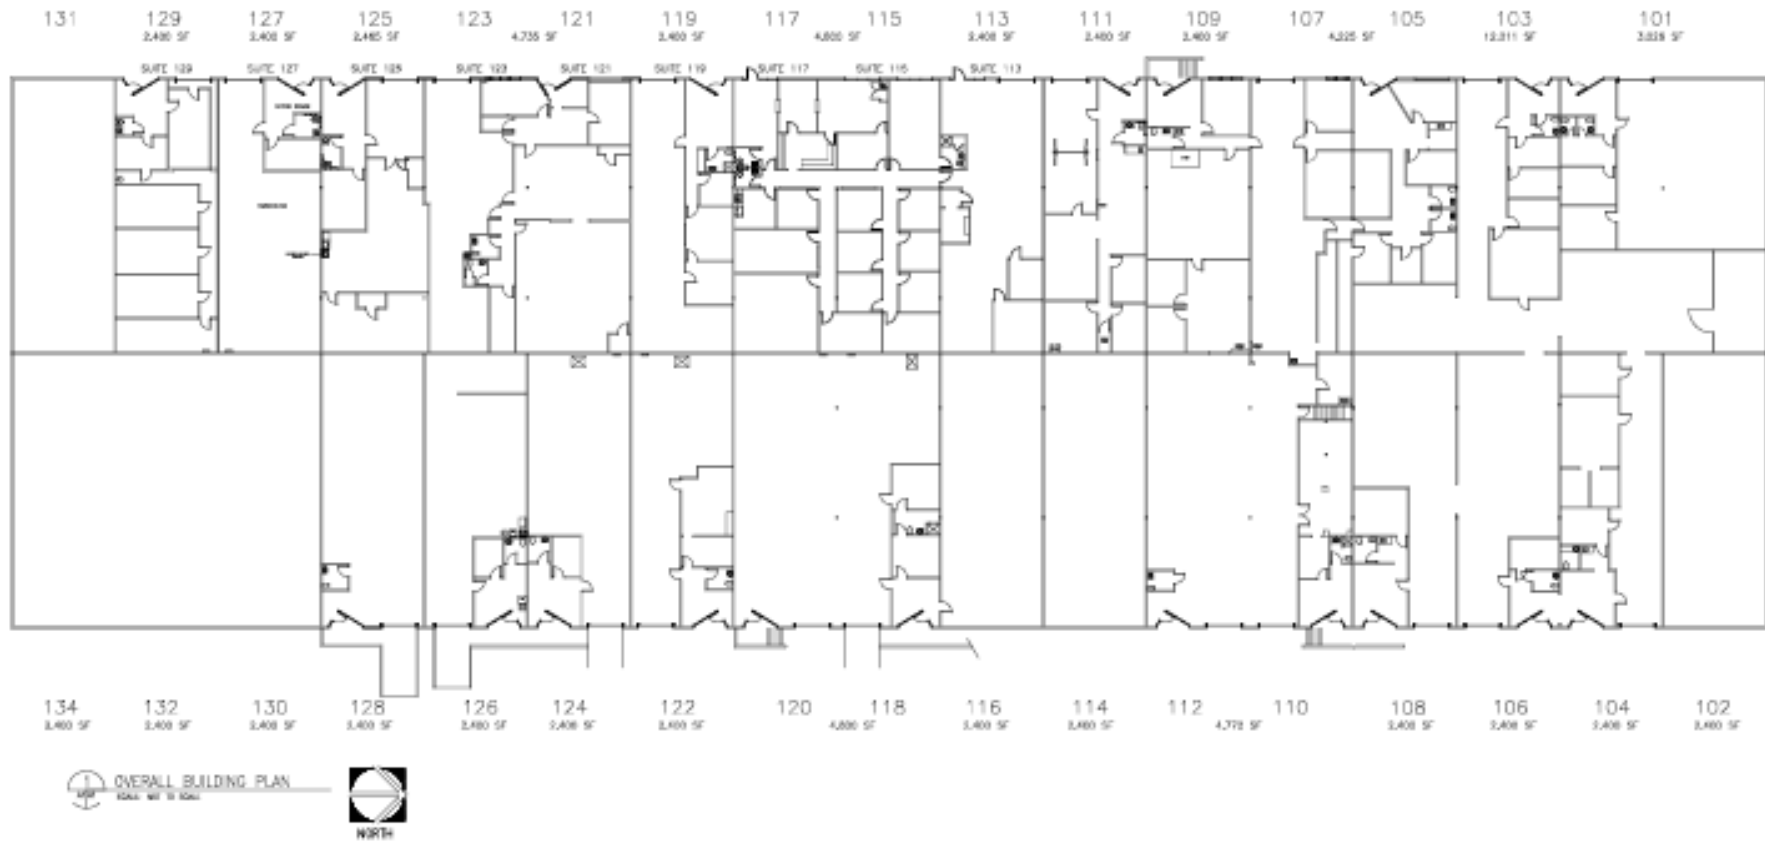 131 129 127 125 123 121 119 117 115 113 111 109 107 105 103 101
2,400 SF 2,400 SF 2,465 SF 4,735 SF 2,400 SF 4,800 SF 2,400 SF 2,400 SF 2,400 SF 4,225 SF 12,011 SF
SUITE 129 SUITE 127 SUITE 125 SUITE 123 SUITE 121 SUITE 119 SUITE 117 SUITE 115 SUITE 113
134 132 130 128 126 124 122 120 118 116 114 112 110 108 106 104 102
2,400 SF 2,400 SF 2,400 SF 2,400 SF 2,400 SF 2,400 SF 2,400 SF 4,800 SF 2,400 SF 2,400 SF 4,772 SF 2,400 SF 2,400 SF 2,400 SF 2,400 SF
1 OVERALL BUILDING PLAN
NORTH